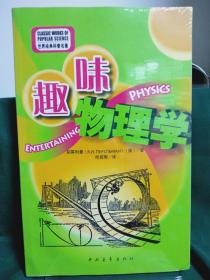 CLASSIC WORKS OF
POPULAR SCIENCE
世界经典科普名著
趣味
PHYSICS
物理学
ENTERTAINING
中国青年出版社